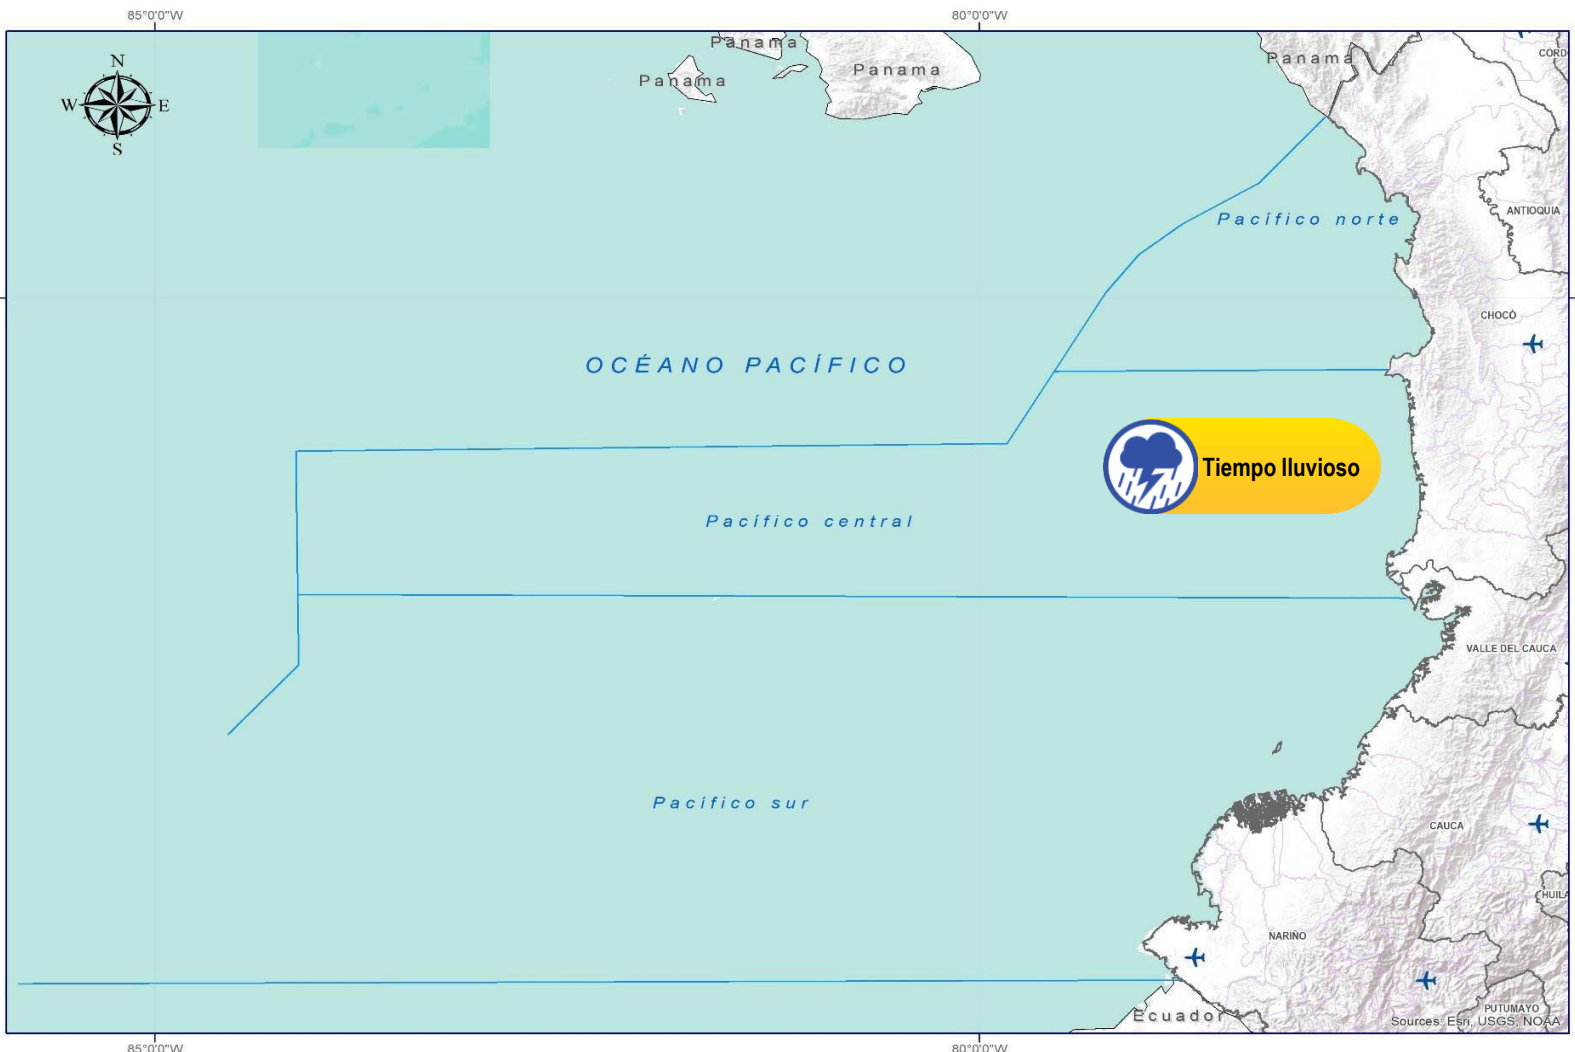 85°0'0"W
80°0'0"W
N
W
E
S
Panama
Panama
Panama
Panama
CORD
ANTIOQUIA
Pacífico norte
CHOCÓ
OCÉANO PACÍFICO
Tiempo lluvioso
Pacífico central
VALLE DEL CAUCA
Pacífico sur
CAUCA
HUILA
NARIÑO
PUTUMAYO
Ecuador
Sources: Esri, USGS, NOAA
85°0'0"W
80°0'0"W